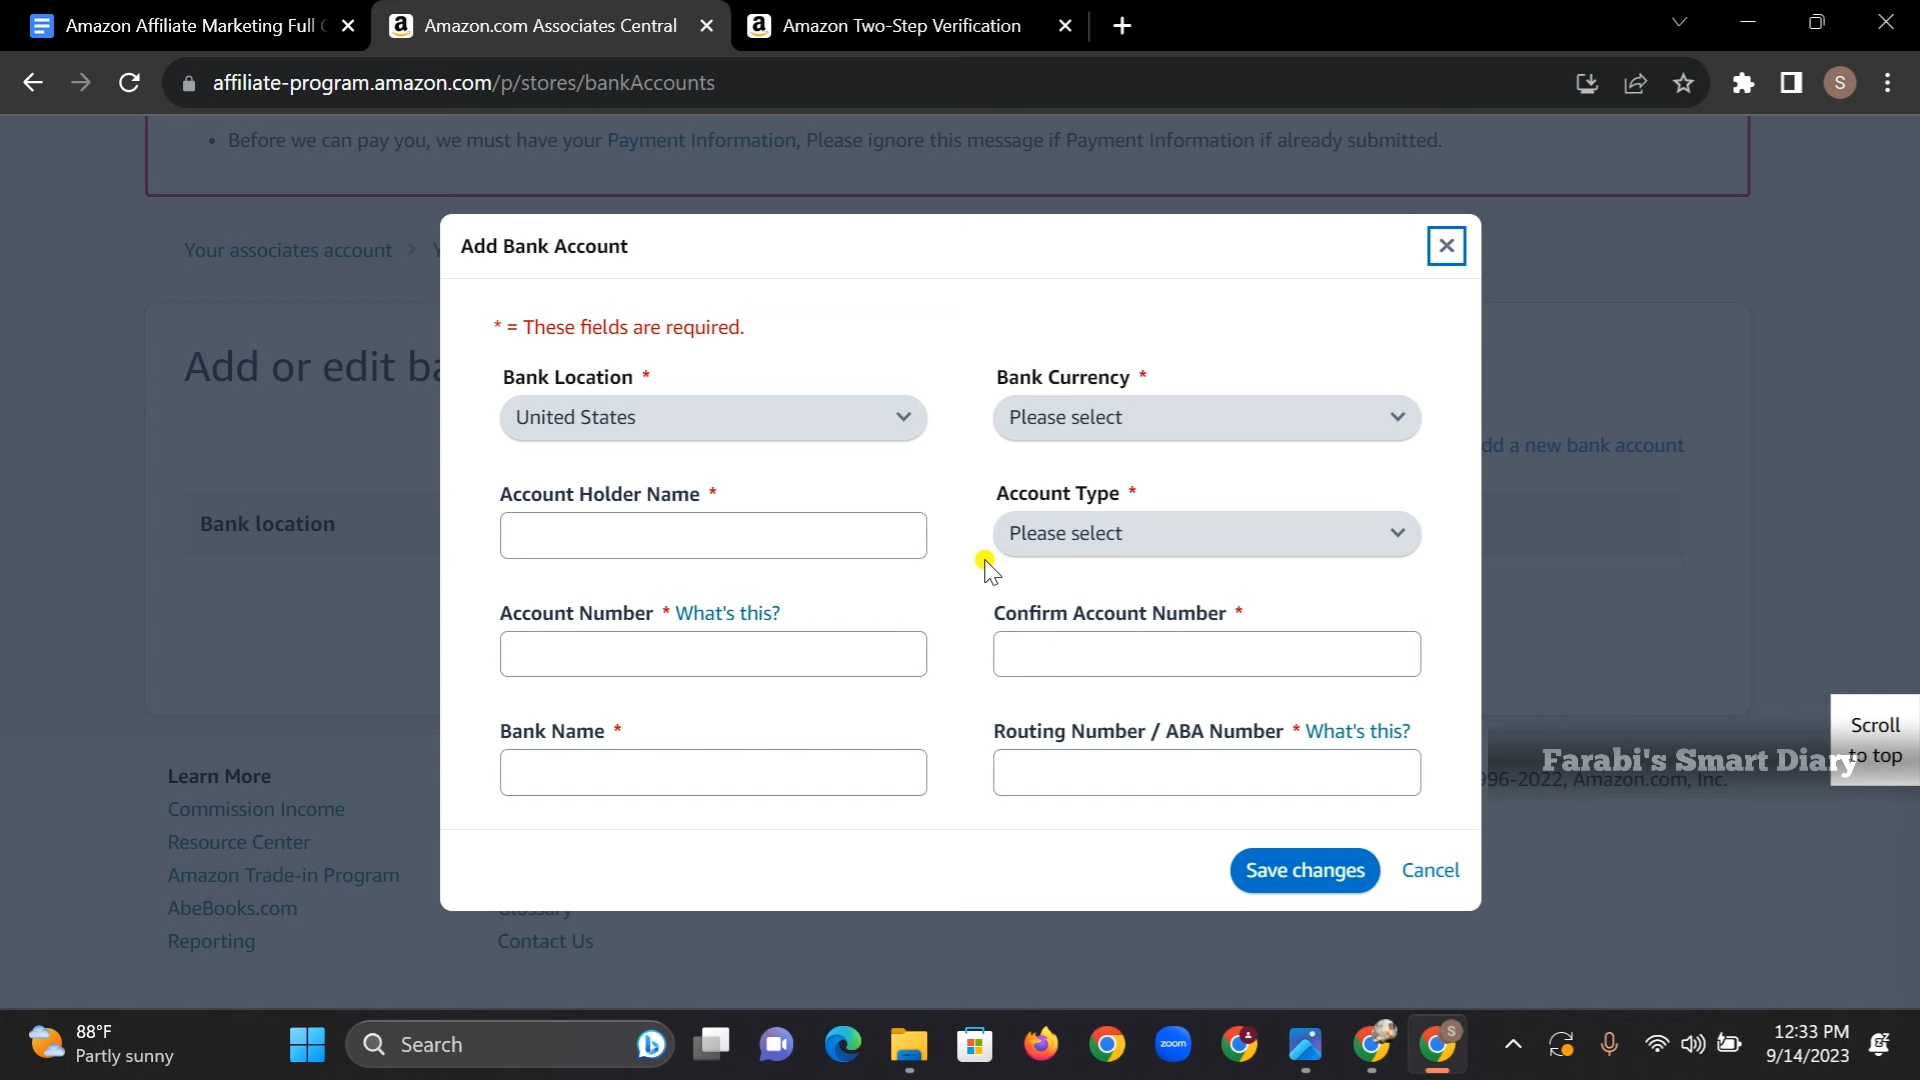 Amazon Affiliate Marketing Full
Amazon.com Associates Central
Amazon Two-Step Verification
affiliate-program.amazon.com/p/stores/bankAccounts
S
• Before we can pay you, we must have your Payment Information, Please ignore this message if Payment Information if already submitted.
Your associates account >
Add Bank Account
* = These fields are required.
Add or edit
Bank Location *
Bank Currency *
United States
Please select
dd a new bank account
Account Holder Name *
Account Type *
Bank location
Please select
Account Number * What's this?
Confirm Account Number *
Bank Name *
Routing Number / ABA Number * What's this?
Scroll
to top
Farabi's Smart Diary
96-2022, Amazon.com, Inc.
Learn More
Commission Income
Resource Center
Amazon Trade-in Program
AbeBooks.com
Glossary
Reporting
Contact Us
Save changes
Cancel
88°F
Partly sunny
Search
zoom
S
12:33 PM
9/14/2023